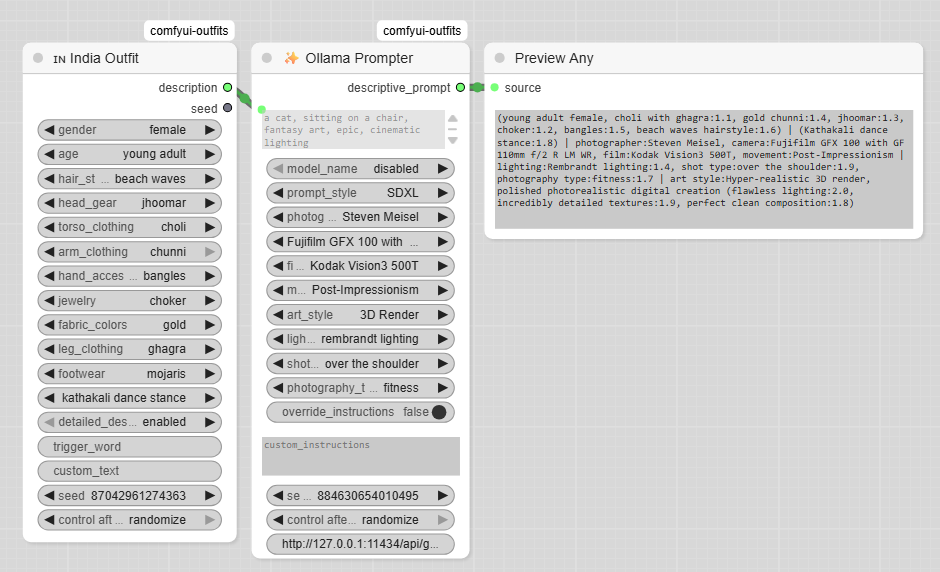 comfyui-outfits
IN India Outfit
description
seed
gender female
age young adult
hair_st ... beach waves
head_gear jhoomar
torso_clothing choli
arm_clothing chunni
hand_acces ... bangles
jewelry choker
fabric_colors gold
leg_clothing ghagra
footwear mojaris
kathakali dance stance
detailed_des... enabled
trigger_word
custom_text
seed 87042961274363
control aft ... randomize
comfyui-outfits
✨ Ollama Prompter
descriptive_prompt
a cat, sitting on a chair,
fantasy art, epic, cinematic
lighting
model_name disabled
prompt_style SDXL
photog ... Steven Meisel
Fujifilm GFX 100 with ...
fi ... Kodak Vision3 500T
m... Post-Impressionism
art_style 3D Render
ligh... rembrandt lighting
shot... over the shoulder
photography_t ... fitness
override_instructions false
custom_instructions
se ... 884630654010495
control afte... randomize
http://127.0.0.1:11434/api/g...
Preview Any
source
(young adult female, choli with ghagra:1.1, gold chunni:1.4, jhoomar:1.3,
choker:1.2, bangles:1.5, beach waves hairstyle:1.6) | (Kathakali dance
stance:1.8) | photographer:Steven Meisel, camera:Fujifilm GFX 100 with GF
110mm f/2 R LM WR, film:Kodak Vision3 500T, movement:Post-Impressionism |
lighting:Rembrandt lighting:1.4, shot type:over the shoulder:1.9,
photography type:fitness:1.7 | art style:Hyper-realistic 3D render,
polished photorealistic digital creation (flawless lighting:2.0,
incredibly detailed textures:1.9, perfect clean composition:1.8)